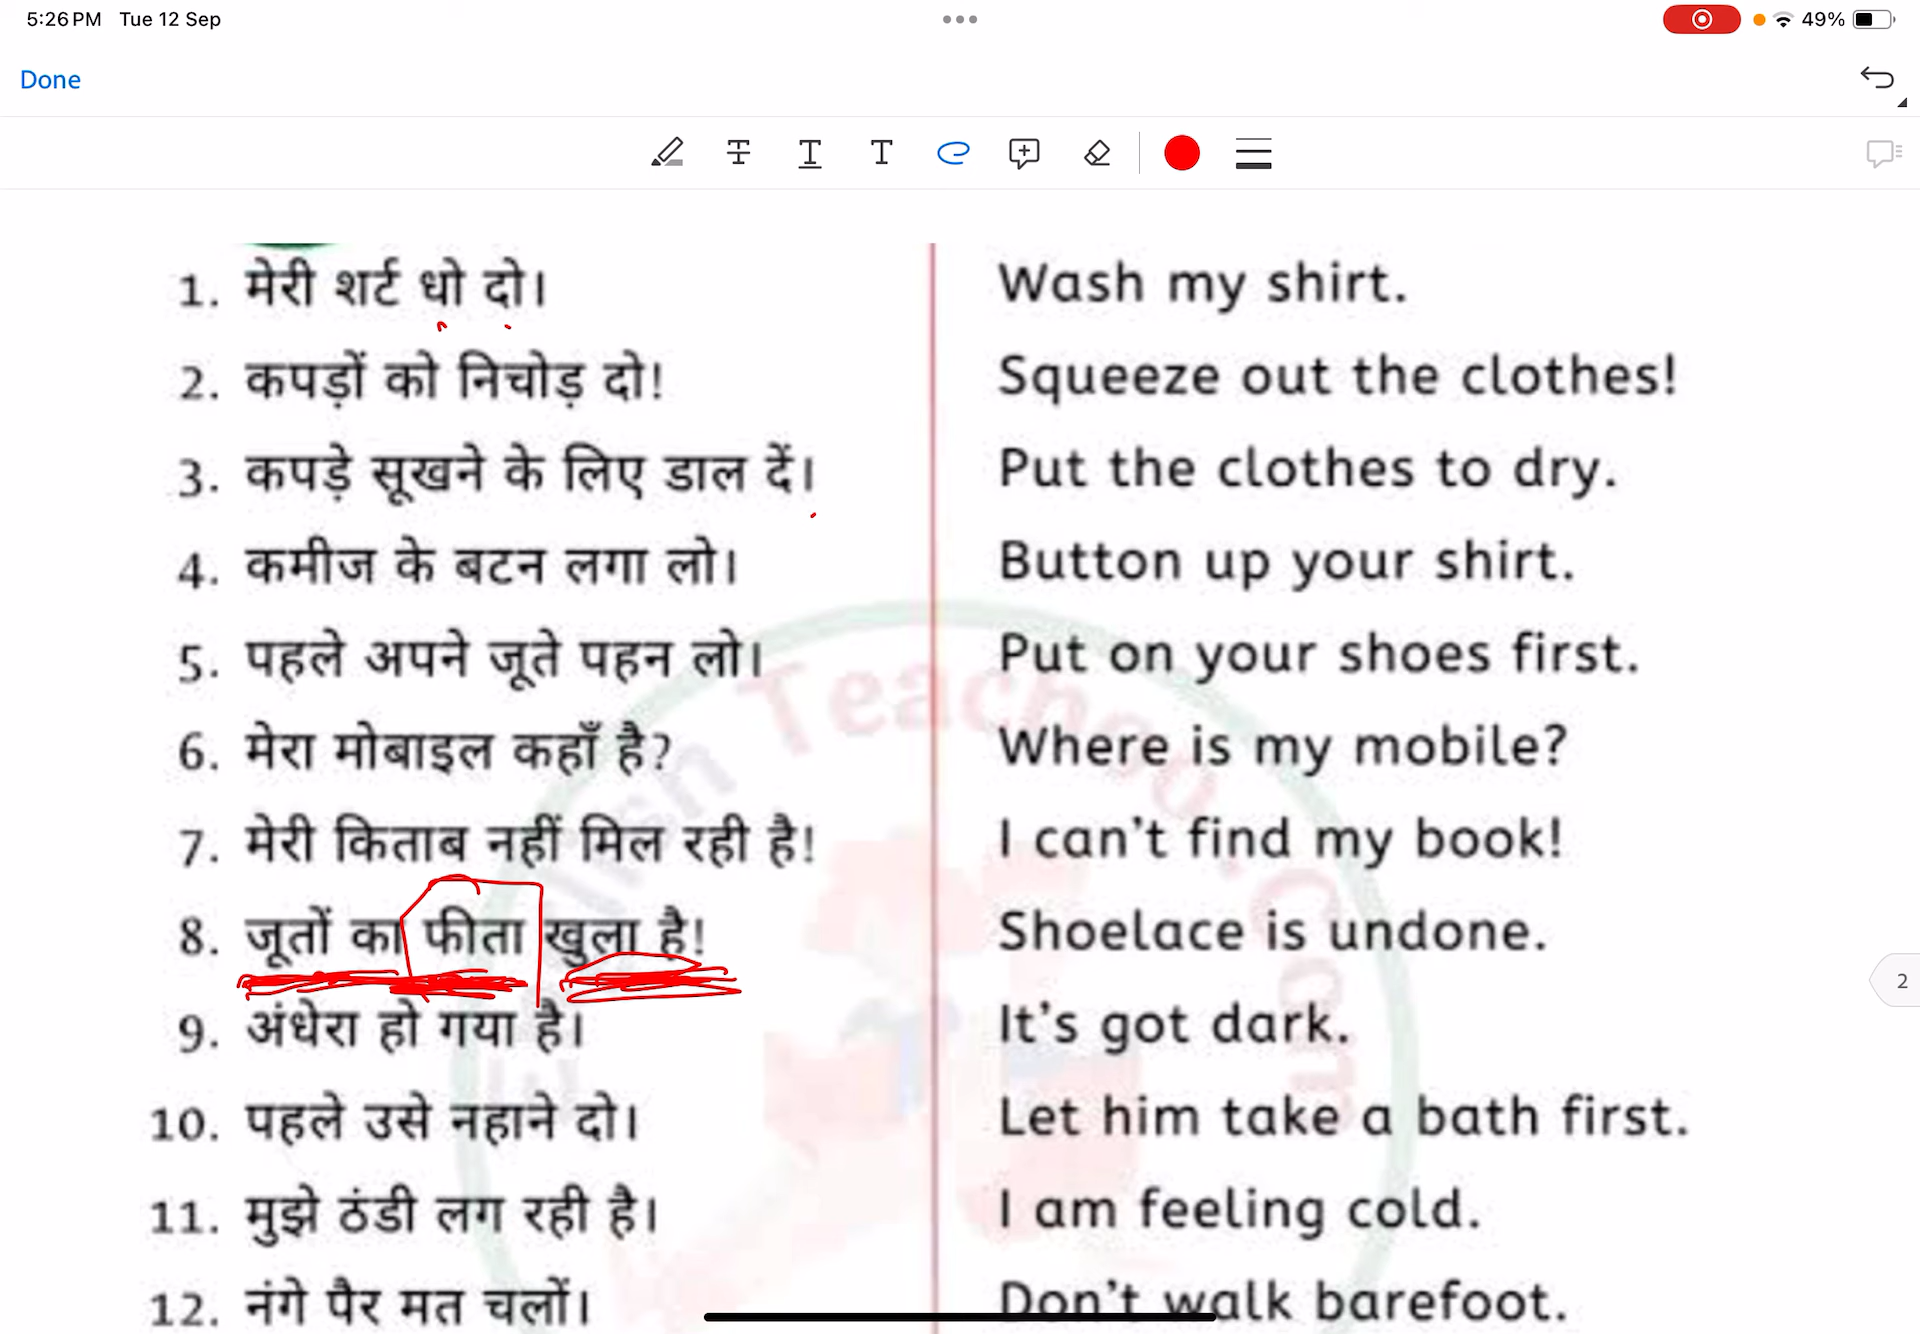 5:26 PM Tue 12 Sep 49%
Done
1. मेरी शर्ट धो दो। Wash my shirt.
2. कपड़ों को निचोड़ दो! Squeeze out the clothes!
3. कपड़े सूखने के लिए डाल दें। Put the clothes to dry.
4. कमीज के बटन लगा लो। Button up your shirt.
5. पहले अपने जूते पहन लो। Put on your shoes first.
6. मेरा मोबाइल कहाँ है? Where is my mobile?
7. मेरी किताब नहीं मिल रही है! I can't find my book!
8. जूतों का फीता खुला है! Shoelace is undone.
2
9. अंधेरा हो गया है। It's got dark.
10. पहले उसे नहाने दो। Let him take a bath first.
11. मुझे ठंडी लग रही है। I am feeling cold.
12. नंगे पैर मत चलों। Don't walk barefoot.
English Teachoo.Com